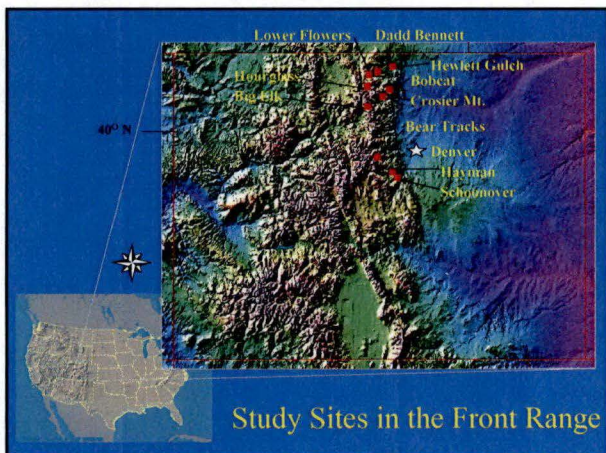 Lower Flowers Dadd Bennett
Hewlett Gulch
Hourglass
Bobcat
Big Elk
Crosier Mt.
Bear Tracks
40° N
Denver
Hayman
Schoonover
Study Sites in the Front Range